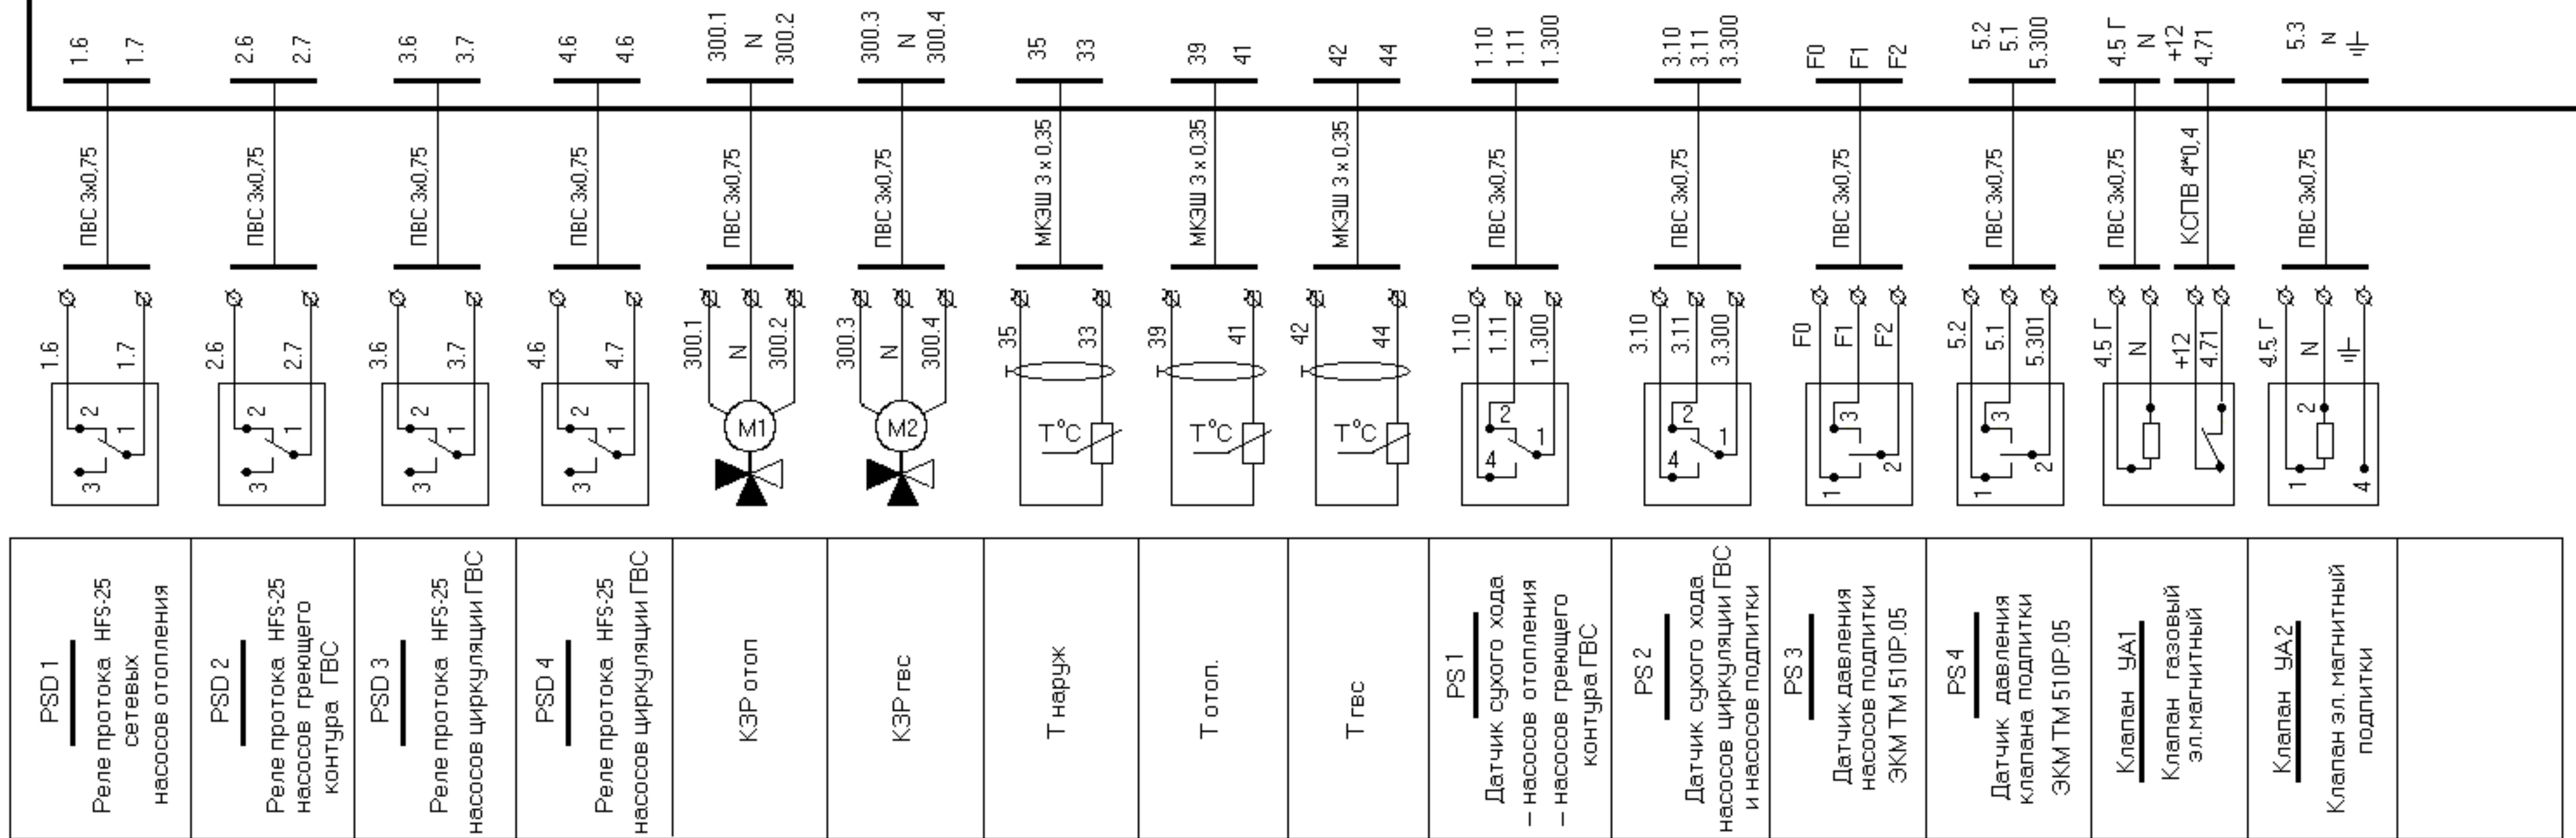 1.6
1.7
2.6
2.7
3.6
3.7
4.6
4.6
300.1
N
300.2
300.3
N
300.4
35
33
39
41
42
44
1.10
1.11
1.300
3.10
3.11
3.300
F0
F1
F2
5.2
5.1
5.300
4.5 Г
N
+12
4.71
5.3
N
ПВС 3х0,75
ПВС 3х0,75
ПВС 3х0,75
ПВС 3х0,75
ПВС 3х0,75
ПВС 3х0,75
МКЭШ 3 х 0,35
МКЭШ 3 х 0,35
МКЭШ 3 х 0,35
ПВС 3х0,75
ПВС 3х0,75
ПВС 3х0,75
ПВС 3х0,75
ПВС 3х0,75
КСПВ 4*0,4
ПВС 3х0,75
1.6
1.7
2.6
2.7
3.6
3.7
4.6
4.7
300.1
N
300.2
300.3
N
300.4
35
33
39
41
42
44
1.10
1.11
1.300
3.10
3.11
3.300
F0
F1
F2
5.2
5.1
5.301
4.5 Г
N
+12
4.71
4.5.Г
N
3
2
1
3
2
1
3
2
1
3
2
1
М1
М2
Т°С
Т°С
Т°С
4
2
1
4
2
1
1
3
2
1
3
2
1
2
4
PSD 1
Реле протока HFS-25
сетевых
насосов отопления
PSD 2
Реле протока HFS-25
насосов греющего
контура ГВС
PSD 3
Реле протока HFS-25
насосов циркуляции ГВС
PSD 4
Реле протока HFS-25
насосов циркуляции ГВС
КЗР отоп
КЗР гвс
Т наруж
Т отоп.
Т гвс
PS 1
Датчик сухого хода
– насосов отопления
– насосов греющего
контура ГВС
PS 2
Датчик сухого хода
насосов циркуляции ГВС
и насосов подпитки
PS 3
Датчик давления
насосов подпитки
ЭКМ ТМ 510Р.05
PS 4
Датчик давления
клапана подпитки
ЭКМ ТМ 510Р.05
Клапан УА1
Клапан газовый
эл.магнитный
Клапан УА2
Клапан эл. магнитный
подпитки